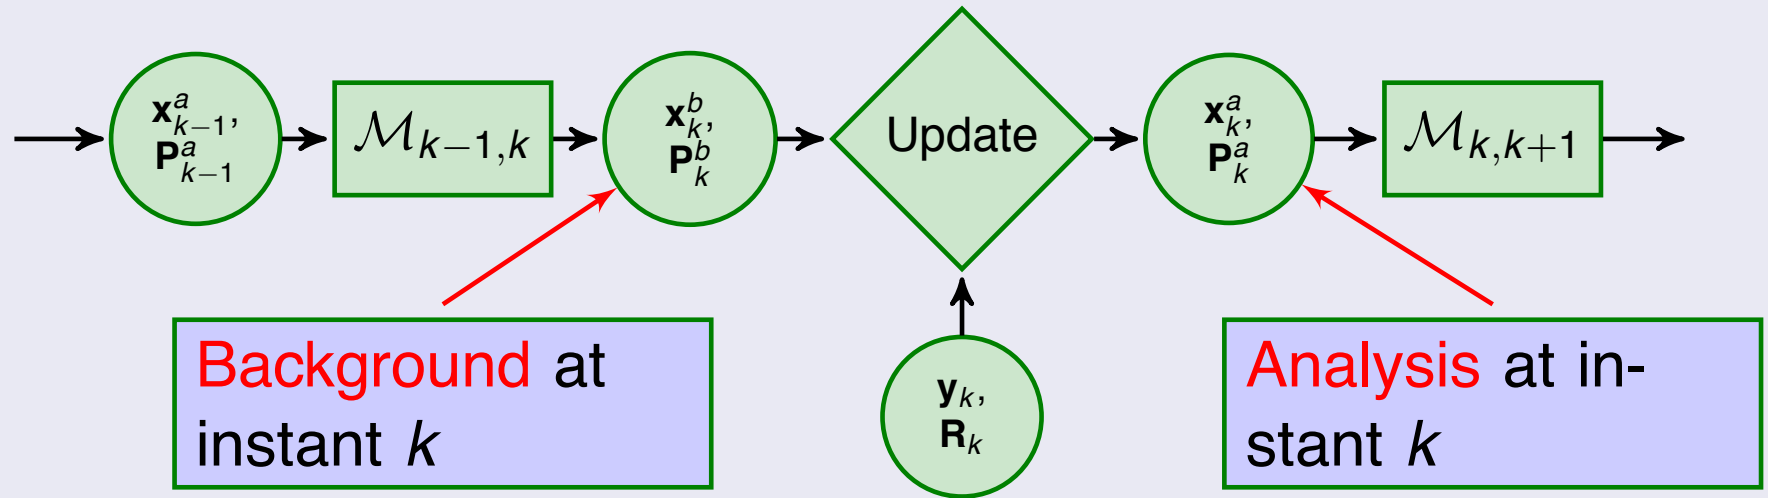 x^a_{k−1},
P^a_{k−1}
M_{k−1,k}
x^b_k,
P^b_k
Update
x^a_k,
P^a_k
M_{k,k+1}
Background at
instant k
y_k,
R_k
Analysis at in-
stant k